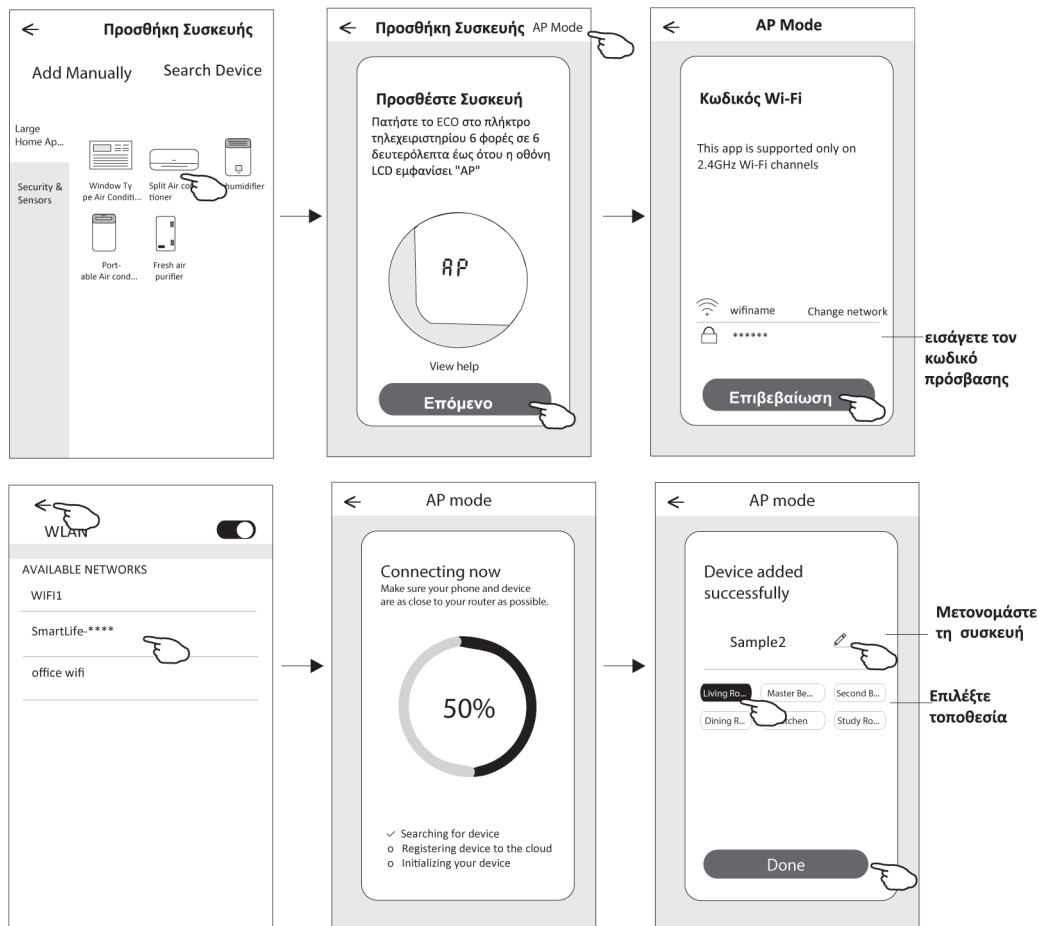 Προσθήκη Συσκευής
Add Manually Search Device
Large
Home Ap...
Security &
Sensors
Window Ty
pe Air Conditi...
Split Air co
tioner
humidifier
Port-
able Air cond...
Fresh air
purifier
Προσθήκη Συσκευής AP Mode
Προσθέστε Συσκευή
Πατήστε το ECO στο πλήκτρο
τηλεχειριστηρίου 6 φορές σε 6
δευτερόλεπτα έως ότου η οθόνη
LCD εμφανίσει "AP"
AP
View help
Επόμενο
AP Mode
Κωδικός Wi-Fi
This app is supported only on
2.4GHz Wi-Fi channels
wifiname Change network
******
Επιβεβαίωση
εισάγετε τον
κωδικό
πρόσβασης
WLAN
AVAILABLE NETWORKS
WIFI1
SmartLife-****
office wifi
AP mode
Connecting now
Make sure your phone and device
are as close to your router as possible.
50%
✓ Searching for device
o Registering device to the cloud
o Initializing your device
AP mode
Device added
successfully
Sample2
Living Ro... Master Be... Second B...
Dining R... tchen Study Ro...
Done
Μετονομάστε
τη συσκευή
Επιλέξτε
τοποθεσία